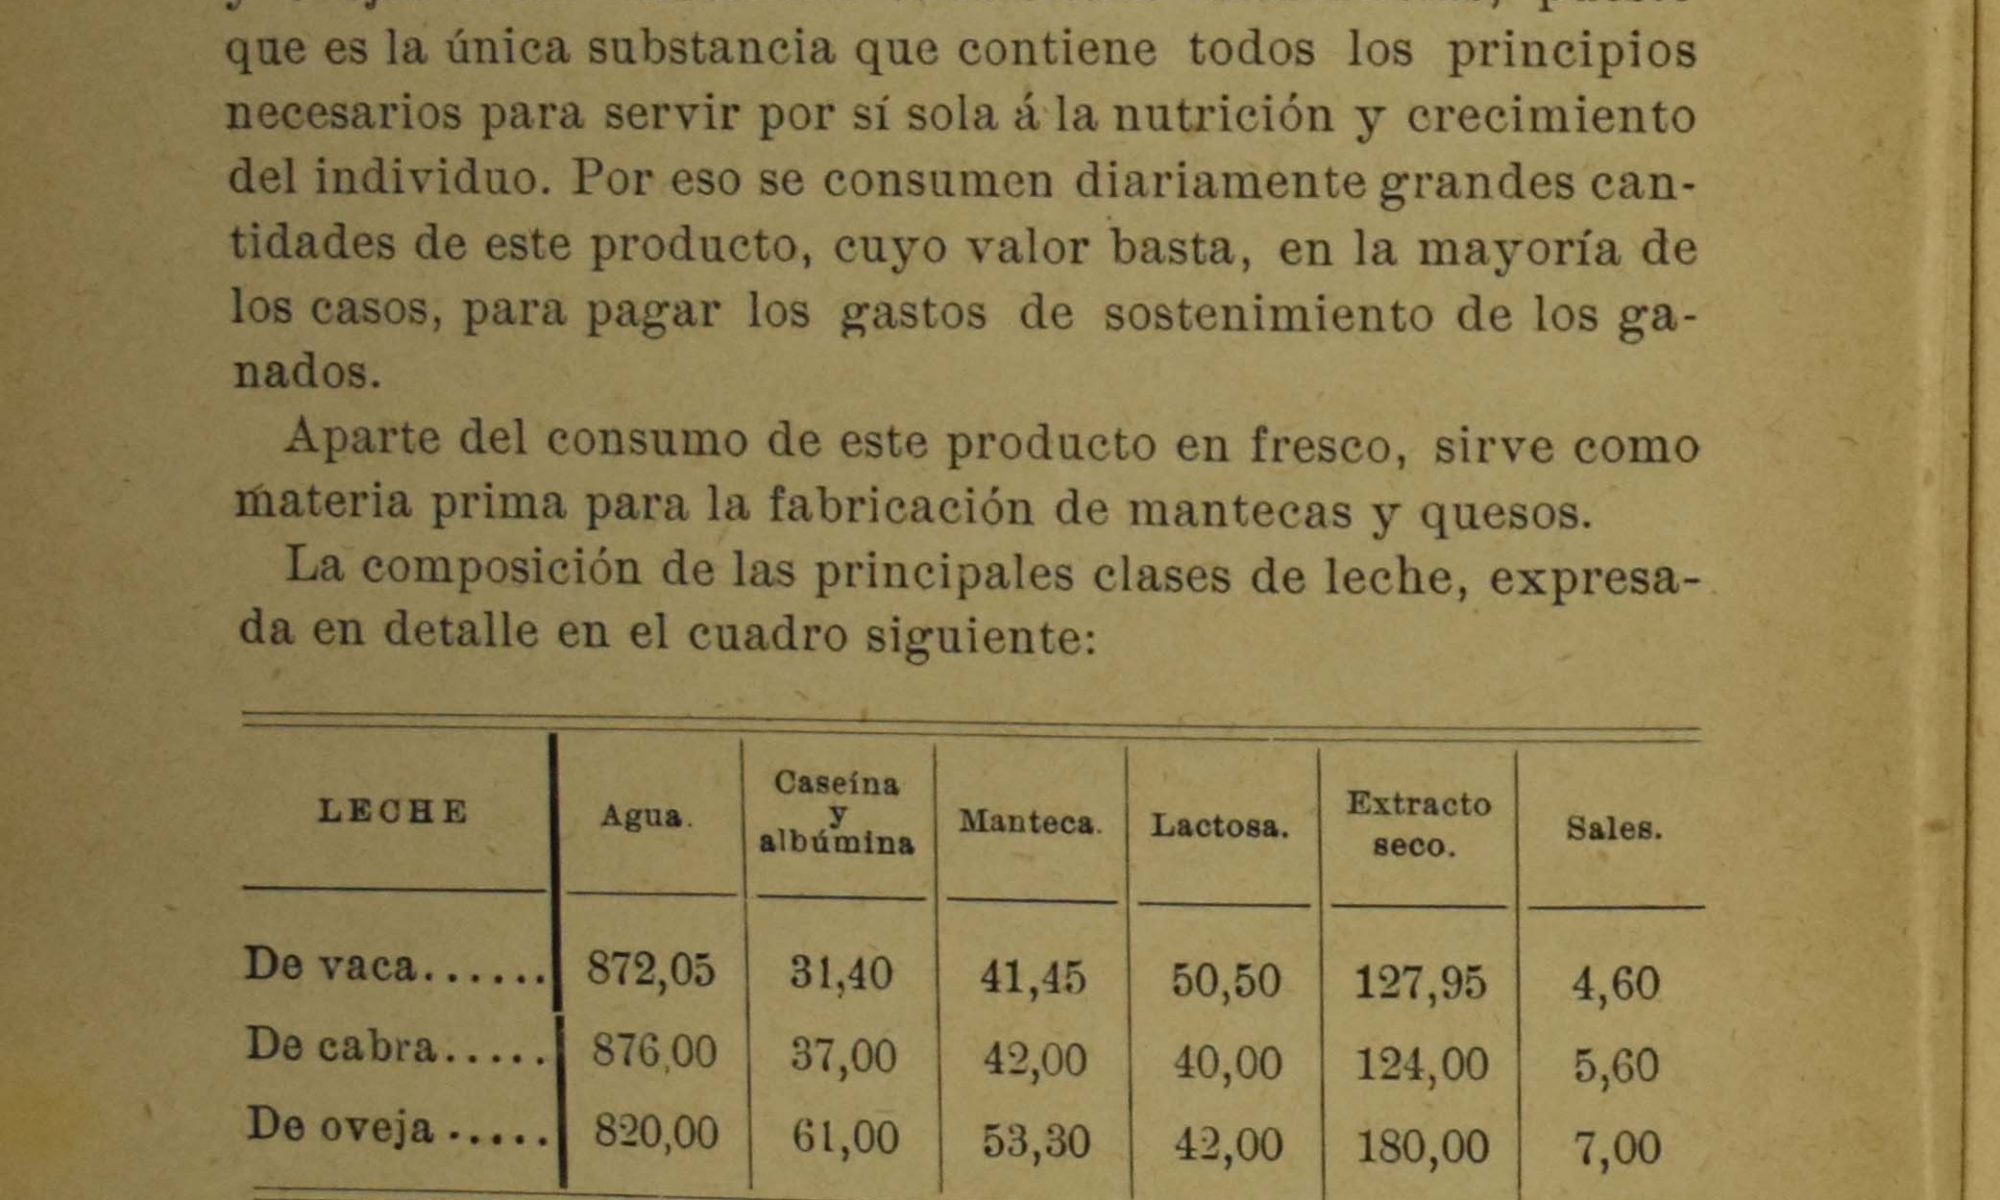 que es la única substancia que contiene todos los principios
necesarios para servir por sí sola á la nutrición y crecimiento
del individuo. Por eso se consumen diariamente grandes can-
tidades de este producto, cuyo valor basta, en la mayoría de
los casos, para pagar los gastos de sostenimiento de los ga-
nados.
Aparte del consumo de este producto en fresco, sirve como
materia prima para la fabricación de mantecas y quesos.
La composición de las principales clases de leche, expresa-
da en detalle en el cuadro siguiente:
LECHE Agua. Caseína y albúmina Manteca. Lactosa. Extracto seco. Sales.
De vaca...... 872,05 31,40 41,45 50,50 127,95 4,60
De cabra..... 876,00 37,00 42,00 40,00 124,00 5,60
De oveja ..... 820,00 61,00 53,30 42,00 180,00 7,00